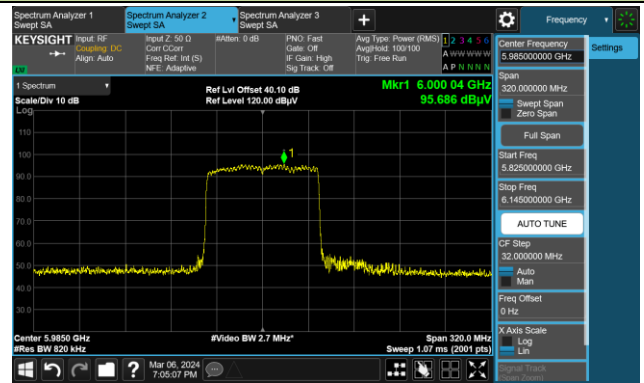 Spectrum Analyzer 1
Swept SA
Spectrum Analyzer 2
Swept SA
Spectrum Analyzer 3
Swept SA
+
Frequency
KEYSIGHT
Input: RF
Coupling: DC
Align: Auto
Input Z: 50 Ω
Corr CCorr
Freq Ref: Int (S)
NFE: Adaptive
#Atten: 0 dB
PNO: Fast
Gate: Off
IF Gain: High
Sig Track: Off
Avg Type: Power (RMS)
Avg|Hold: 100/100
Trig: Free Run
1 2 3 4 5 6
A W W W W W
A P N N N N
1 Spectrum
Scale/Div 10 dB
Log
Ref Lvl Offset 40.10 dB
Ref Level 120.00 dBµV
Mkr1 6.000 04 GHz
95.686 dBµV
1
110
100
90.0
80.0
70.0
60.0
50.0
40.0
30.0
Center 5.9850 GHz
#Res BW 820 kHz
#Video BW 2.7 MHz*
Span 320.0 MHz
Sweep 1.07 ms (2001 pts)
Mar 06, 2024
7:05:07 PM
Center Frequency
5.985000000 GHz
Settings
Span
320.000000 MHz
Swept Span
Zero Span
Full Span
Start Freq
5.825000000 GHz
Stop Freq
6.145000000 GHz
AUTO TUNE
CF Step
32.000000 MHz
Auto
Man
Freq Offset
0 Hz
X Axis Scale
Log
Lin
Signal Track
(Span Zoom)